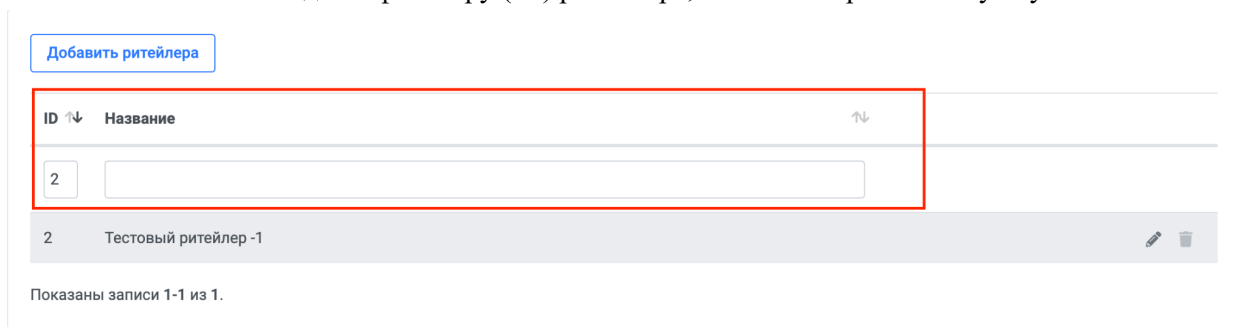 Добавить ритейлера
ID Название
2
2 Тестовый ритейлер -1
Показаны записи 1-1 из 1.